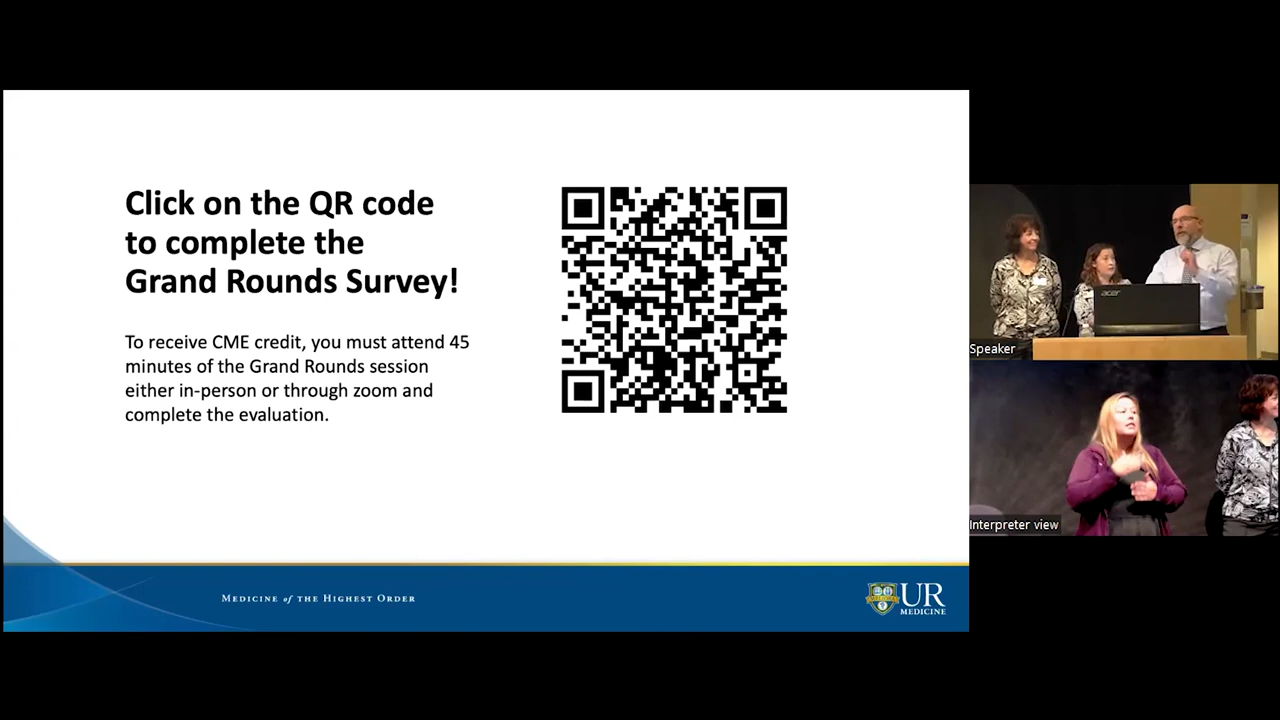 Click on the QR code
to complete the
Grand Rounds Survey!
To receive CME credit, you must attend 45
minutes of the Grand Rounds session
either in-person or through zoom and
complete the evaluation.
MEDICINE of THE HIGHEST ORDER
UR
MEDICINE
acer
Speaker
Interpreter view